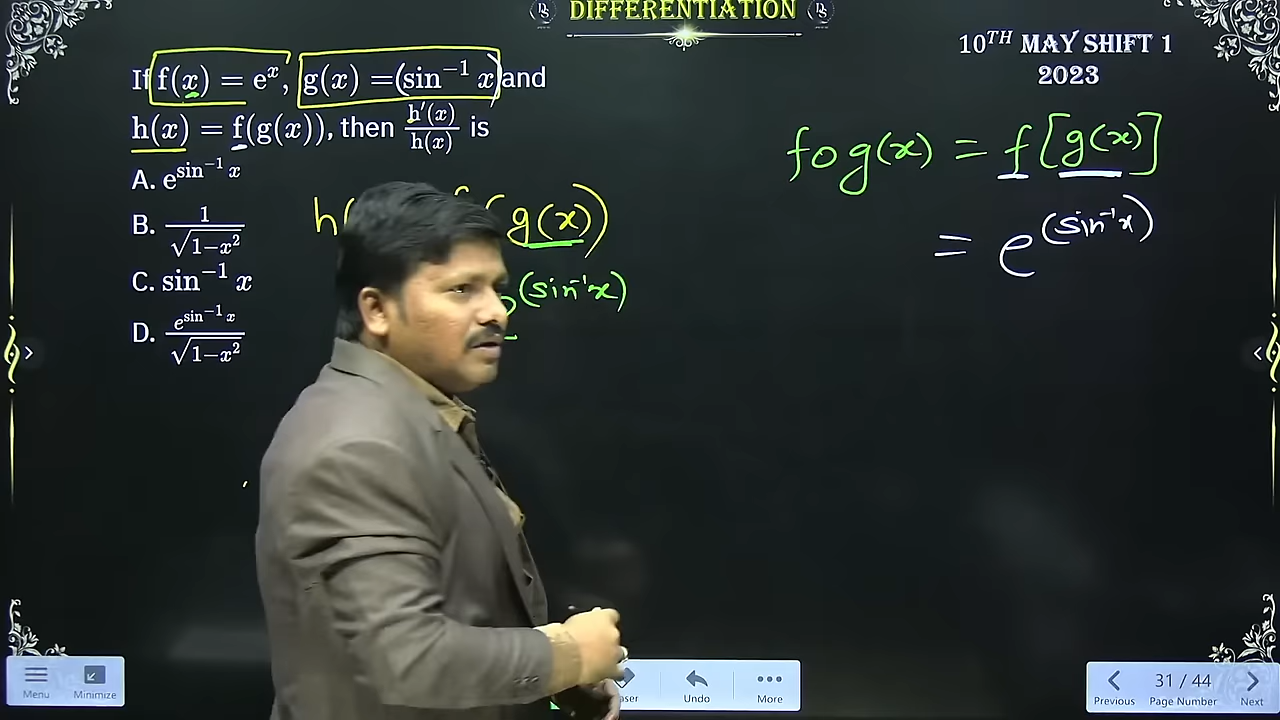 DIFFERENTIATION
10TH MAY SHIFT 1
2023
If f(x) = eˣ, g(x) = (sin⁻¹ x) and
h(x) = f(g(x)), then h'(x)/h(x) is
A. e^(sin⁻¹ x)
B. 1/√(1−x²)
C. sin⁻¹ x
D. e^(sin⁻¹ x)/√(1−x²)
h( (g(x))
(sin⁻¹x)
fog(x) = f[g(x)]
= e^(sin⁻¹x)
Menu
Minimize
Undo
More
Previous
31 / 44
Page Number
Next